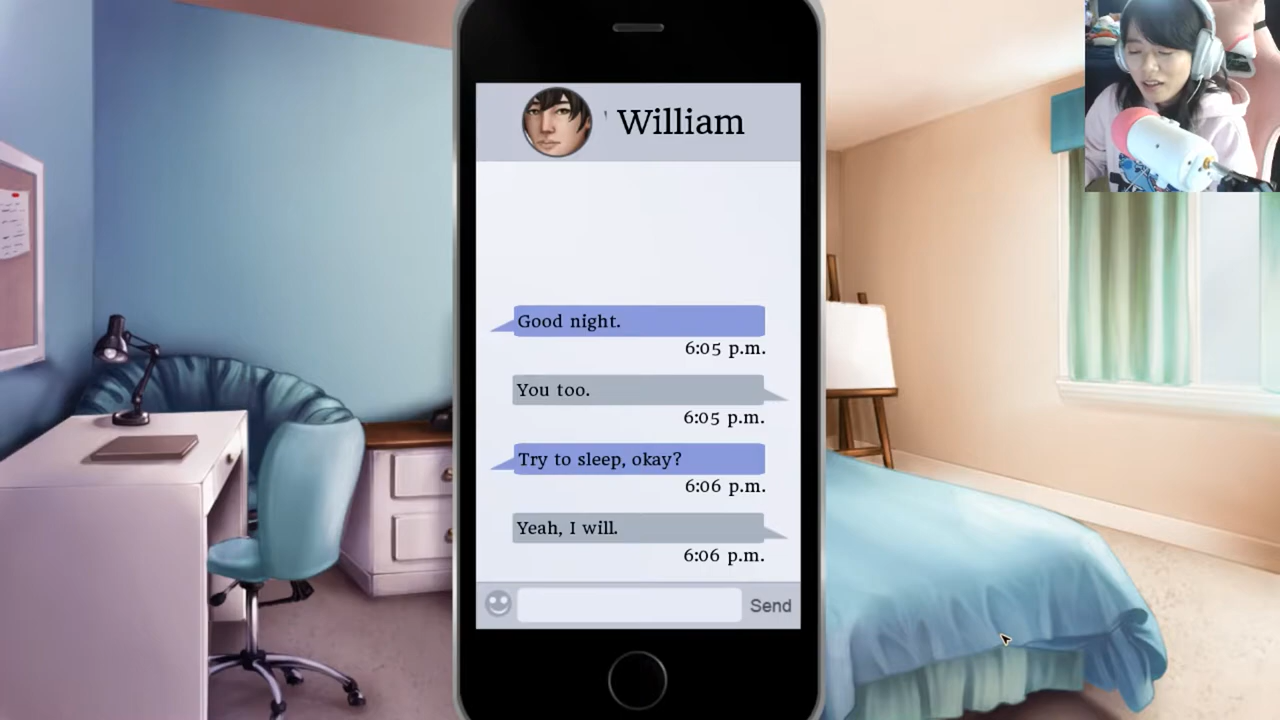 William
Good night.
6:05 p.m.
You too.
6:05 p.m.
Try to sleep, okay?
6:06 p.m.
Yeah, I will.
6:06 p.m.
Send